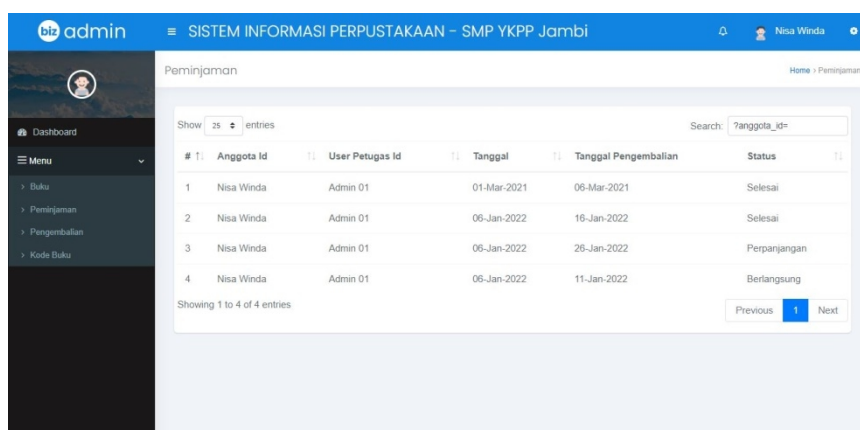 biz admin
SISTEM INFORMASI PERPUSTAKAAN - SMP YKPP Jambi
Nisa Winda
Peminjaman
Home > Peminjaman
Dashboard
Menu
> Buku
> Peminjaman
> Pengembalian
> Kode Buku
Show 25 entries
Search: ?anggota_id=
# Anggota Id User Petugas Id Tanggal Tanggal Pengembalian Status
1 Nisa Winda Admin 01 01-Mar-2021 06-Mar-2021 Selesai
2 Nisa Winda Admin 01 06-Jan-2022 16-Jan-2022 Selesai
3 Nisa Winda Admin 01 06-Jan-2022 26-Jan-2022 Perpanjangan
4 Nisa Winda Admin 01 06-Jan-2022 11-Jan-2022 Berlangsung
Showing 1 to 4 of 4 entries
Previous 1 Next